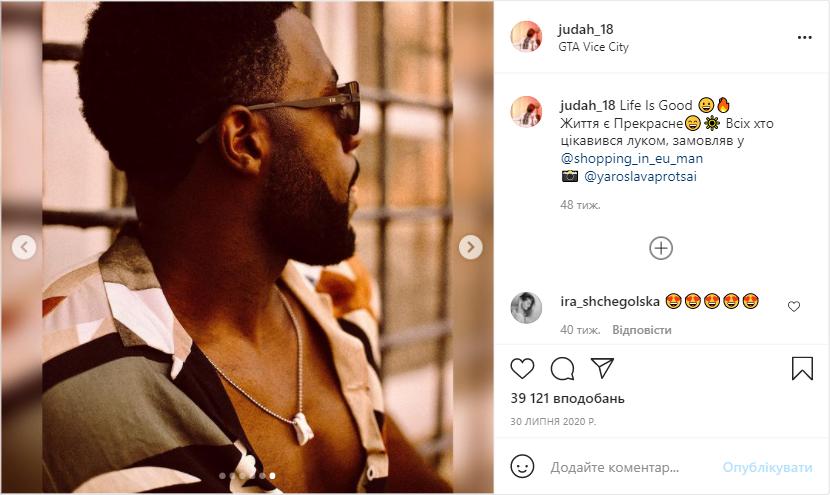 judah_18
GTA Vice City
judah_18 Life Is Good 😀🔥
Життя є Прекрасне😄☀️ Всіх хто
цікавився луком, замовляв у
@shopping_in_eu_man
📸 @yaroslavaprotsai
48 тиж.
ira_shchegolska 😍😍😍😍😍
40 тиж. Відповісти
39 121 вподобань
30 ЛИПНЯ 2020 Р.
Додайте коментар...
Опублікувати